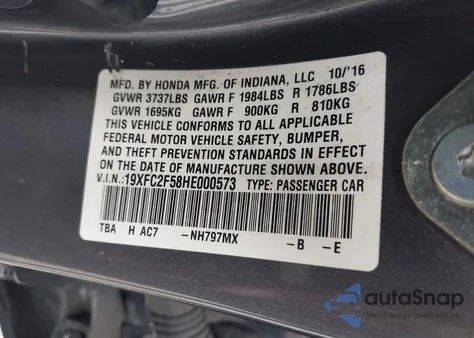 MFD. BY HONDA MFG. OF INDIANA, LLC 10/'16
GVWR 3737LBS GAWR F 1984LBS R 1786LBS
GVWR 1695KG GAWR F 900KG R 810KG
THIS VEHICLE CONFORMS TO ALL APPLICABLE
FEDERAL MOTOR VEHICLE SAFETY, BUMPER,
AND THEFT PREVENTION STANDARDS IN EFFECT
ON THE DATE OF MANUFACTURE SHOWN ABOVE.
V.I.N.:19XFC2F58HE000573 TYPE: PASSENGER CAR
TBA H AC7 -NH797MX -B -E
autoSnap